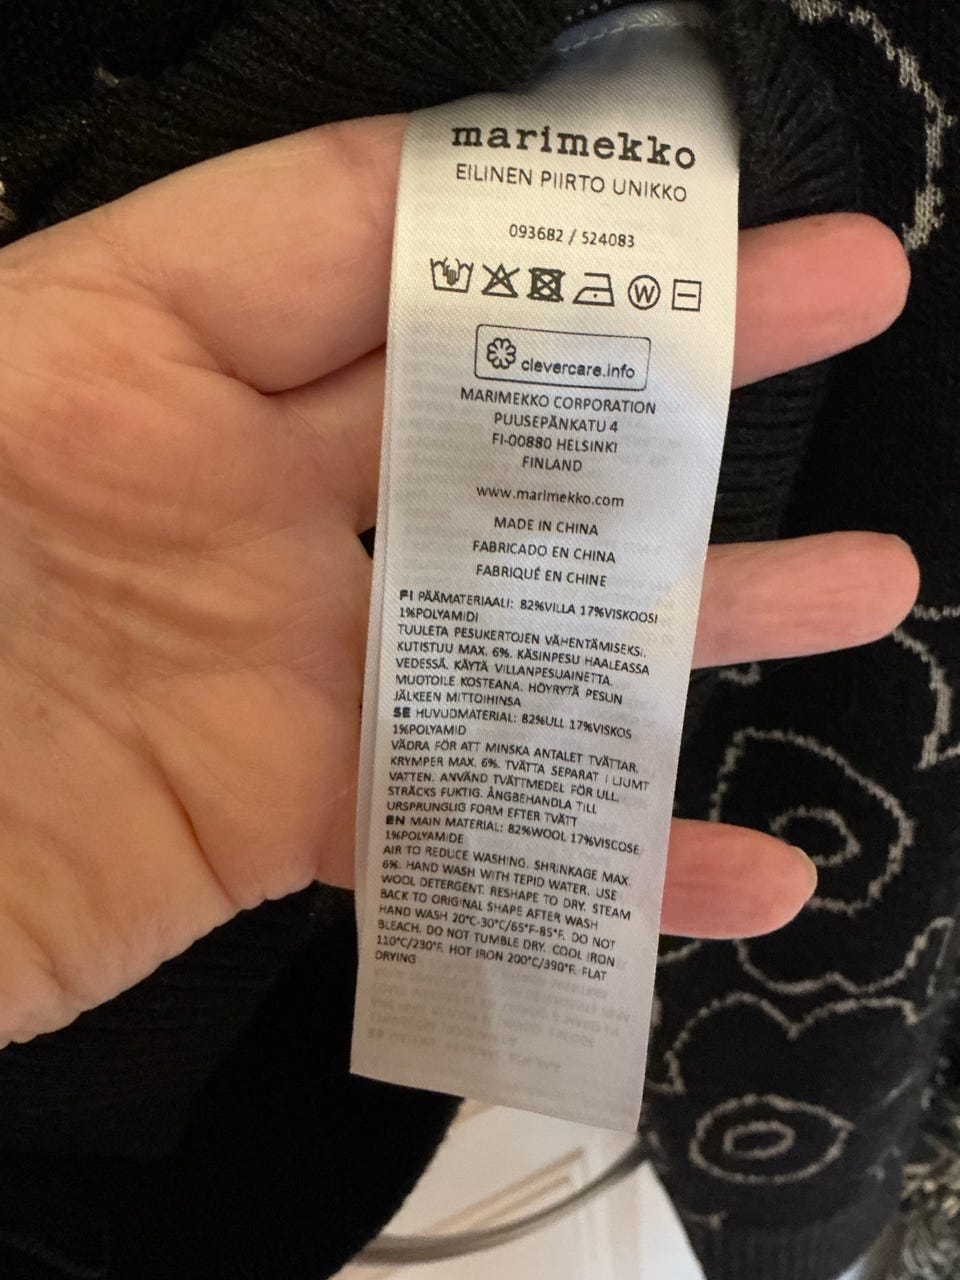 marimekko
EILINEN PIIRTO UNIKKO
093682 / 524083
W
clevercare.info
MARIMEKKO CORPORATION
PUUSEPÄNKATU 4
FI-00880 HELSINKI
FINLAND
www.marimekko.com
MADE IN CHINA
FABRICADO EN CHINA
FABRIQUÉ EN CHINE
FI PÄÄMATERIAALI: 82%VILLA 17%VISKOOSI
1%POLYAMIDI
TUULETA PESUKERTOJEN VÄHENTÄMISEKSI.
KUTISTUU MAX. 6%. KÄSINPESU HAALEASSA
VEDESSÄ. KÄYTÄ VILLANPESUAINETTA.
MUOTOILE KOSTEANA. HÖYRYTÄ PESUN
JÄLKEEN MITTOIHINSA
SE HUVUDMATERIAL: 82%ULL 17%VISKOS
1%POLYAMID
VÄDRA FÖR ATT MINSKA ANTALET TVÄTTAR.
KRYMPER MAX. 6%. TVÄTTA SEPARAT I LJUMT
VATTEN. ANVÄND TVÄTTMEDEL FÖR ULL.
STRÄCKS FUKTIG. ÅNGBEHANDLA TILL
URSPRUNGLIG FORM EFTER TVÄTT
EN MAIN MATERIAL: 82%WOOL 17%VISCOSE
1%POLYAMIDE
AIR TO REDUCE WASHING. SHRINKAGE MAX.
6%. HAND WASH WITH TEPID WATER. USE
WOOL DETERGENT. RESHAPE TO DRY. STEAM
BACK TO ORIGINAL SHAPE AFTER WASH
HAND WASH 20°C-30°C/65°F-85°F. DO NOT
BLEACH. DO NOT TUMBLE DRY. COOL IRON
110°C/230°F. HOT IRON 200°C/390°F. FLAT
DRYING